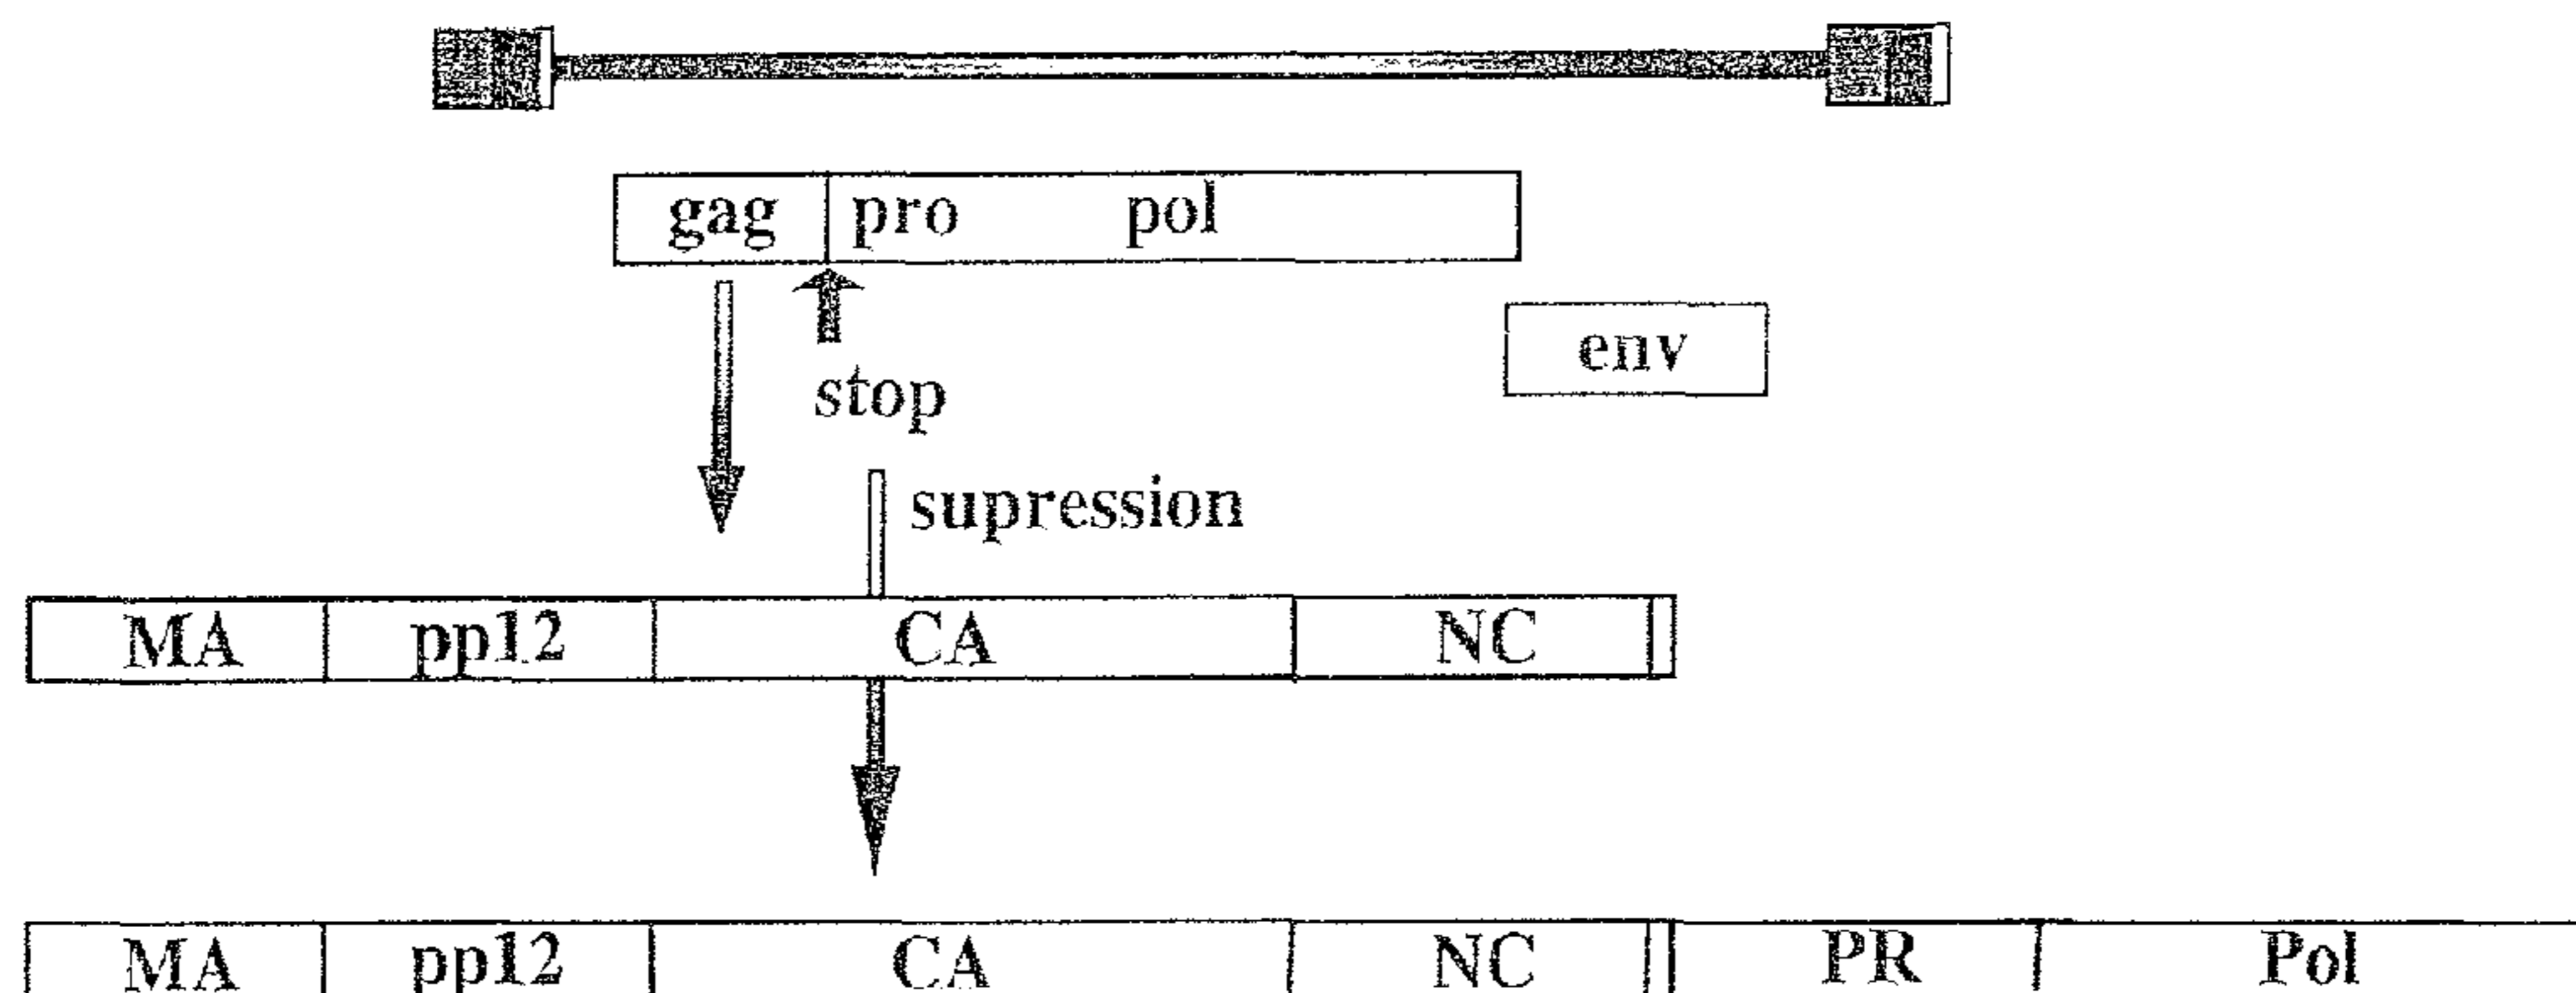 gag pro pol
env
stop
supression
MA pp12 CA NC
MA pp12 CA NC PR Pol